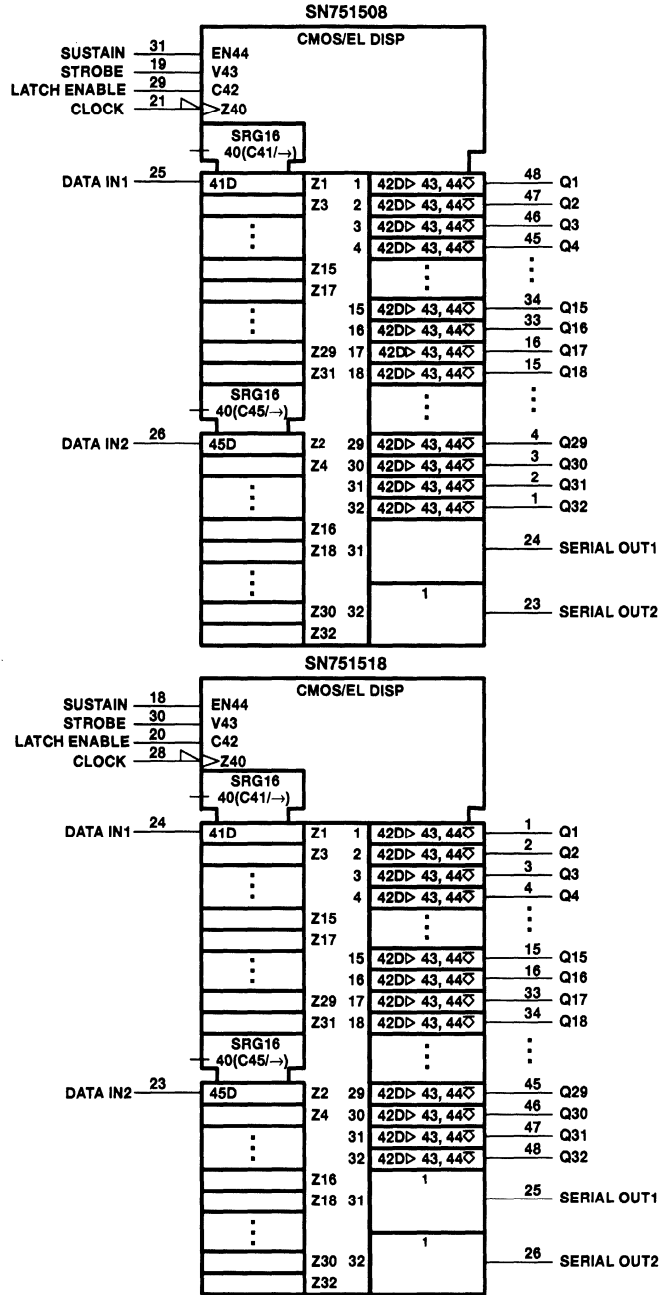 SN751508
CMOS/EL DISP
SUSTAIN 31 EN44
STROBE 19 V43
LATCH ENABLE 29 C42
CLOCK 21 Z40
SRG16
40(C41/→)
DATA IN1 25 41D Z1 1 42D▷ 43, 44⎏ 48 Q1
Z3 2 42D▷ 43, 44⎏ 47 Q2
3 42D▷ 43, 44⎏ 46 Q3
4 42D▷ 43, 44⎏ 45 Q4
Z15
Z17
15 42D▷ 43, 44⎏ 34 Q15
16 42D▷ 43, 44⎏ 33 Q16
Z29 17 42D▷ 43, 44⎏ 16 Q17
Z31 18 42D▷ 43, 44⎏ 15 Q18
SRG16
40(C45/→)
DATA IN2 26 45D Z2 29 42D▷ 43, 44⎏ 4 Q29
Z4 30 42D▷ 43, 44⎏ 3 Q30
31 42D▷ 43, 44⎏ 2 Q31
32 42D▷ 43, 44⎏ 1 Q32
Z16
Z18 31 24 SERIAL OUT1
1
Z30 32 23 SERIAL OUT2
Z32
SN751518
CMOS/EL DISP
SUSTAIN 18 EN44
STROBE 30 V43
LATCH ENABLE 20 C42
CLOCK 28 Z40
SRG16
40(C41/→)
DATA IN1 24 41D Z1 1 42D▷ 43, 44⎏ 1 Q1
Z3 2 42D▷ 43, 44⎏ 2 Q2
3 42D▷ 43, 44⎏ 3 Q3
4 42D▷ 43, 44⎏ 4 Q4
Z15
Z17
15 42D▷ 43, 44⎏ 15 Q15
16 42D▷ 43, 44⎏ 16 Q16
Z29 17 42D▷ 43, 44⎏ 33 Q17
Z31 18 42D▷ 43, 44⎏ 34 Q18
SRG16
40(C45/→)
DATA IN2 23 45D Z2 29 42D▷ 43, 44⎏ 45 Q29
Z4 30 42D▷ 43, 44⎏ 46 Q30
31 42D▷ 43, 44⎏ 47 Q31
32 42D▷ 43, 44⎏ 48 Q32
Z16 1
Z18 31 25 SERIAL OUT1
1
Z30 32 26 SERIAL OUT2
Z32